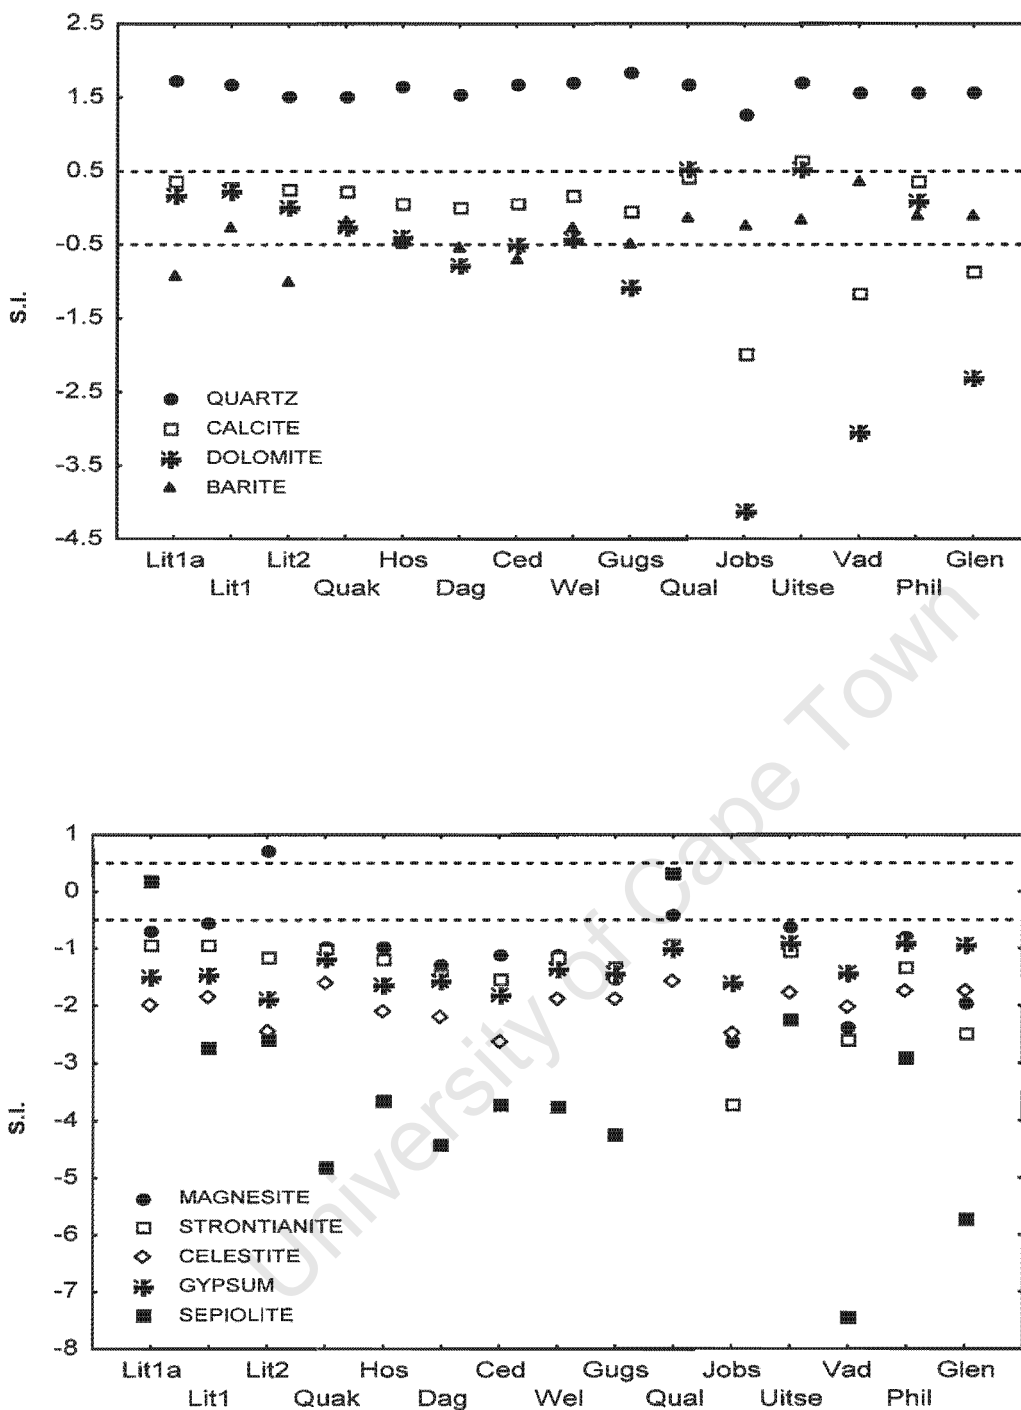 2.5
1.5
0.5
-0.5
-1.5
-2.5
-3.5
-4.5
S.I.
QUARTZ
CALCITE
DOLOMITE
BARITE
Lit1a Lit2 Hos Ced Gugs Jobs Vad Glen
Lit1 Quak Dag Wel Qual Uitse Phil
University of Cape Town
1
0
-1
-2
-3
-4
-5
-6
-7
-8
S.I.
MAGNESITE
STRONTIANITE
CELESTITE
GYPSUM
SEPIOLITE
Lit1a Lit2 Hos Ced Gugs Jobs Vad Glen
Lit1 Quak Dag Wel Qual Uitse Phil